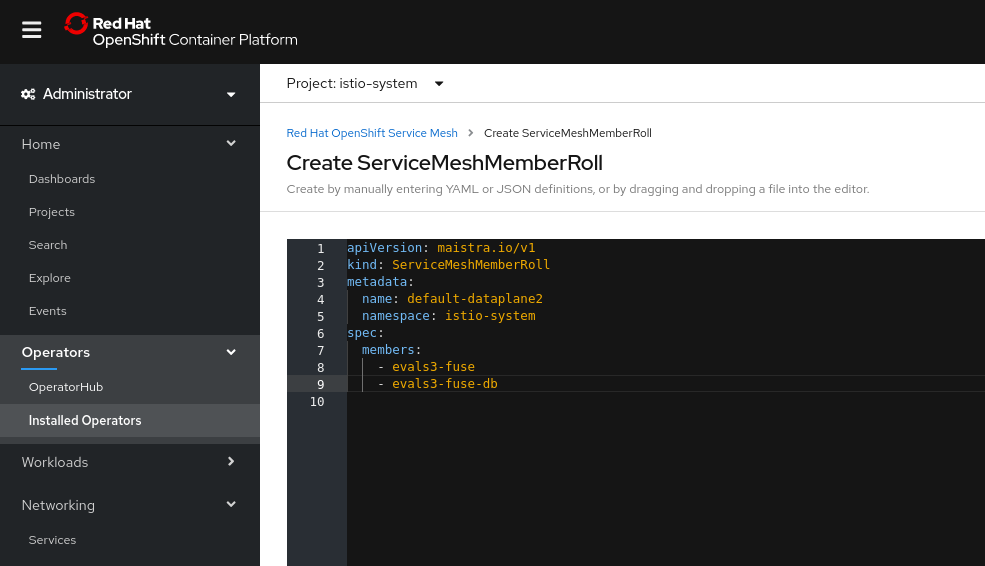 Red Hat
OpenShift Container Platform
Administrator
Home
Dashboards
Projects
Search
Explore
Events
Operators
OperatorHub
Installed Operators
Workloads
Networking
Services
Project: istio-system
Red Hat OpenShift Service Mesh > Create ServiceMeshMemberRoll
Create ServiceMeshMemberRoll
Create by manually entering YAML or JSON definitions, or by dragging and dropping a file into the editor.
1 apiVersion: maistra.io/v1
2 kind: ServiceMeshMemberRoll
3 metadata:
4   name: default-dataplane2
5   namespace: istio-system
6 spec:
7   members:
8     - evals3-fuse
9     - evals3-fuse-db
10